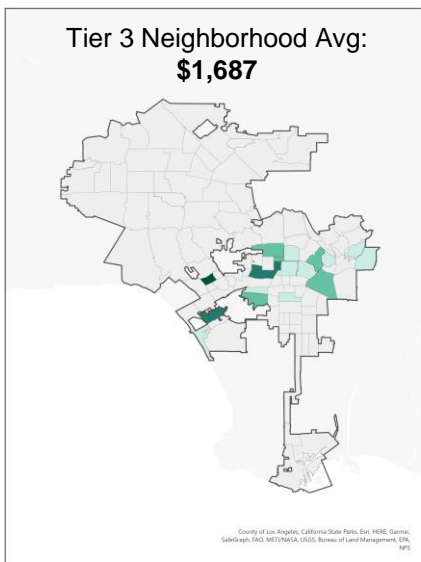 Tier 3 Neighborhood Avg:
$1,687
County of Los Angeles, California State Parks, Esri, HERE, Garmin,
SafeGraph, FAO, METI/NASA, USGS, Bureau of Land Management, EPA,
NPS